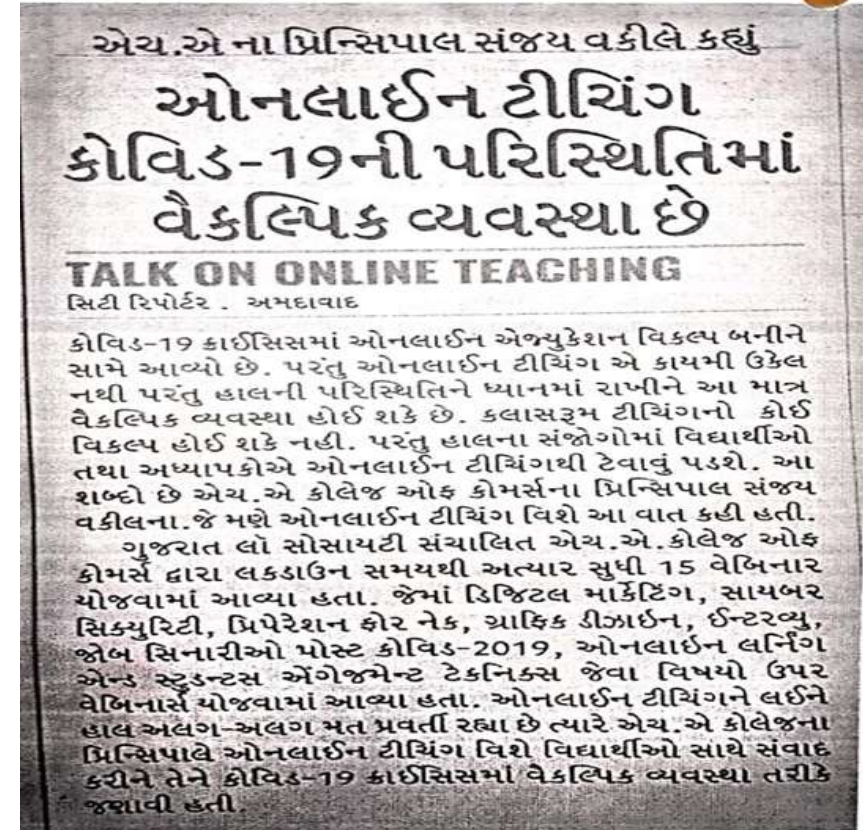 એચ.એ ના પ્રિન્સિપાલ સંજય વકીલે કહ્યું
ઓનલાઈન ટીચિંગ
કોવિડ-19ની પરિસ્થિતિમાં
વૈકલ્પિક વ્યવસ્થા છે
TALK ON ONLINE TEACHING
સિટી રિપોર્ટર . અમદાવાદ
કોવિડ-19 ક્રાઈસિસમાં ઓનલાઈન એજ્યુકેશન વિકલ્પ બનીને
સામે આવ્યો છે. પરંતુ ઓનલાઈન ટીચિંગ એ કાયમી ઉકેલ
નથી પરંતુ હાલની પરિસ્થિતિને ધ્યાનમાં રાખીને આ માત્ર
વૈકલ્પિક વ્યવસ્થા હોઈ શકે છે. કલાસરૂમ ટીચિંગનો કોઈ
વિકલ્પ હોઈ શકે નહી. પરંતુ હાલના સંજોગોમાં વિદ્યાર્થીઓ
તથા અધ્યાપકોએ ઓનલાઈન ટીચિંગથી ટેવાવું પડશે. આ
શબ્દો છે એચ.એ કોલેજ ઓફ કોમર્સના પ્રિન્સિપાલ સંજય
વકીલના.જે મણે ઓનલાઈન ટીચિંગ વિશે આ વાત કહી હતી.
ગુજરાત લૉ સોસાયટી સંચાલિત એચ.એ.કોલેજ ઓફ
કોમર્સ દ્વારા લકડાઉન સમયથી અત્યાર સુધી 15 વેબિનાર
યોજવામાં આવ્યા હતા. જેમાં ડિજિટલ માર્કેટિંગ, સાયબર
સિક્યુરિટી, પ્રિપેરેશન ફોર નેક, ગ્રાફિક ડીઝાઇન, ઈન્ટરવ્યુ,
જોબ સિનારીઓ પોસ્ટ કોવિડ-2019, ઓનલાઇન લર્નિંગ
એન્ડ સ્ટુડન્ટસ એંગેજમેન્ટ ટેકનિક્સ જેવા વિષયો ઉપર
વેબિનાર્સ યોજવામાં આવ્યા હતા. ઓનલાઈન ટીચિંગને લઈને
હાલ અલગ-અલગ મત પ્રવર્તી રહ્યા છે ત્યારે એચ.એ કોલેજના
પ્રિન્સિપાલે ઓનલાઈન ટીચિંગ વિશે વિદ્યાર્થીઓ સાથે સંવાદ
કરીને તેને કોવિડ-19 ક્રાઈસિસમાં વૈકલ્પિક વ્યવસ્થા તરીકે
જણાવી હતી.